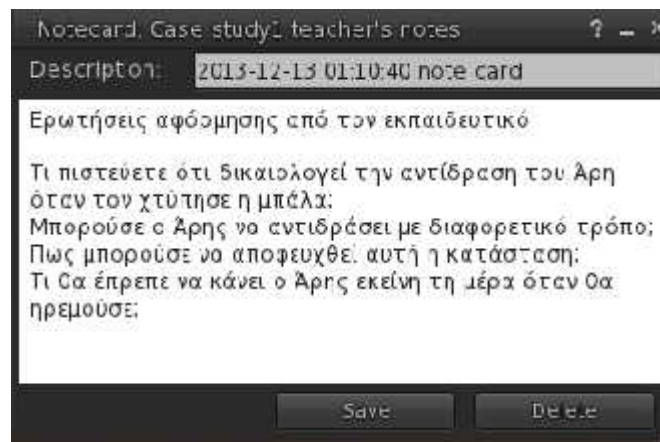 Notecard: Case study1 teacher's notes ? _ ×
Description: 2013-12-13 01:10:40 note card
Ερωτήσεις αφόρμησης από τον εκπαιδευτικό
Τι πιστεύετε ότι δικαιολογεί την αντίδραση του Άρη
όταν τον χτύπησε η μπάλα;
Μπορούσε ο Άρης να αντιδράσει με διαφορετικό τρόπο;
Πως μπορούσε να αποφευχθεί αυτή η κατάσταση;
Τι θα έπρεπε να κάνει ο Άρης εκείνη τη μέρα όταν θα
ηρεμούσε;
Save Delete